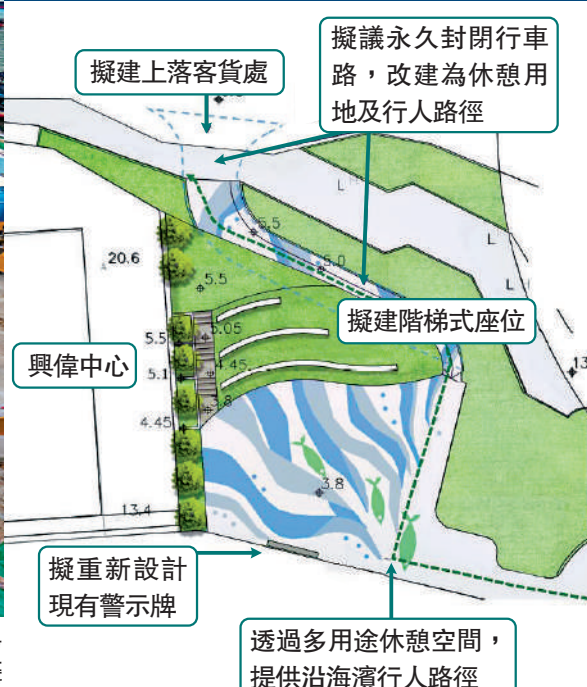 擬建上落客貨處
擬議永久封閉行車
路，改建為休憩用
地及行人路徑
5.5
5.0
20.6
5.5
擬建階梯式座位
5.05
5.5
興偉中心
4.45
5.1
3.8
4.45
3.8
13.4
擬重新設計
現有警示牌
透過多用途休憩空間，
提供沿海濱行人路徑
L
L
L
13